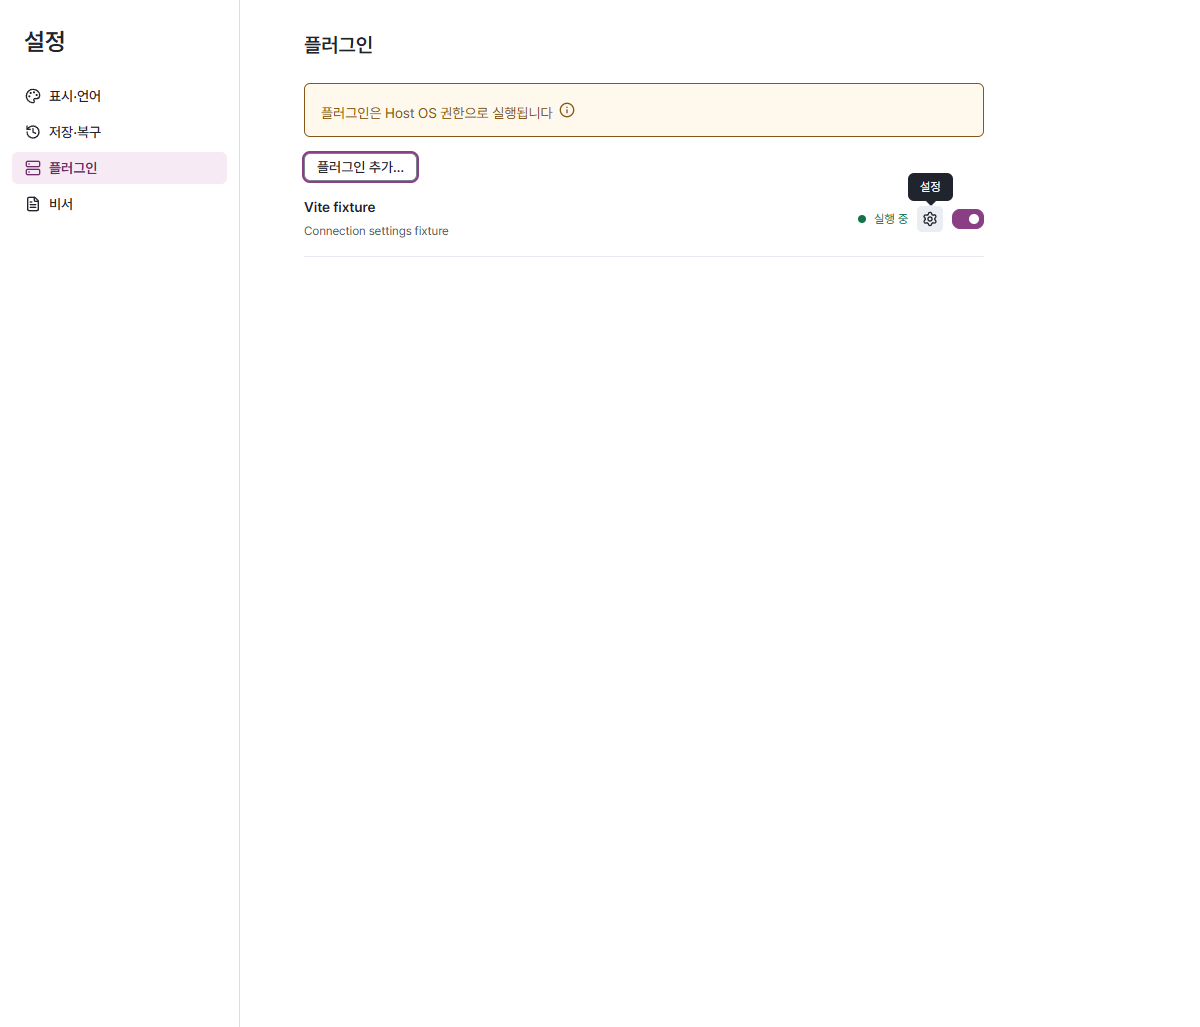 설정
표시·언어
저장·복구
플러그인
비서
플러그인
플러그인은 Host OS 권한으로 실행됩니다
플러그인 추가...
설정
Vite fixture
실행 중
Connection settings fixture